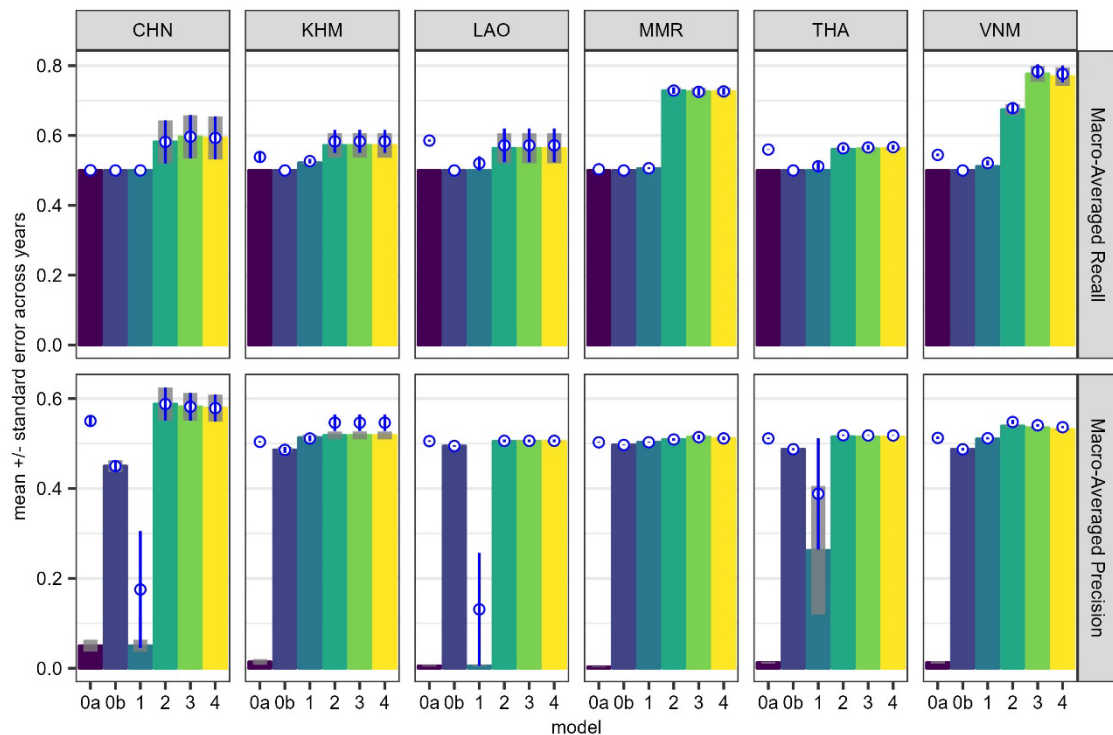 CHN KHM LAO MMR THA VNM
0.8
0.6
0.4
0.2
0.0
Macro-Averaged Recall
0.6
0.4
0.2
0.0
Macro-Averaged Precision
mean +/- standard error across years
0a 0b 1 2 3 4 0a 0b 1 2 3 4 0a 0b 1 2 3 4 0a 0b 1 2 3 4 0a 0b 1 2 3 4 0a 0b 1 2 3 4
model